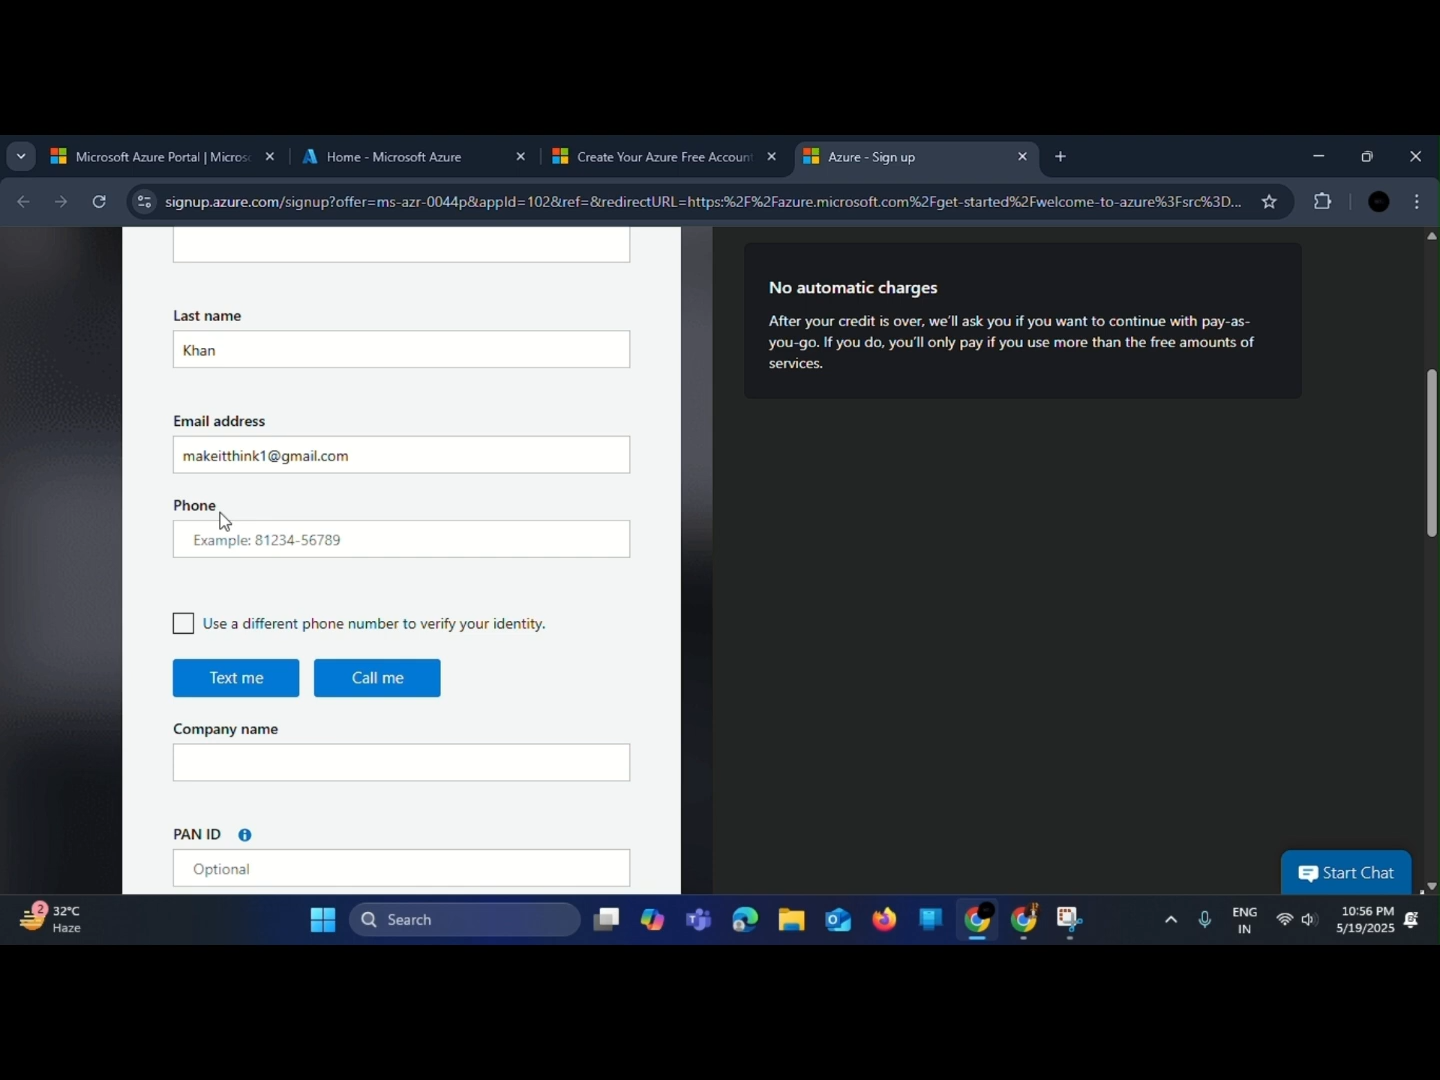 Microsoft Azure Portal | Micros
Home - Microsoft Azure
Create Your Azure Free Account
Azure - Sign up
signup.azure.com/signup?offer=ms-azr-0044p&appId=102&ref=&redirectURL=https:%2F%2Fazure.microsoft.com%2Fget-started%2Fwelcome-to-azure%3Fsrc%3D...
Last name
Khan
Email address
makeitthink1@gmail.com
Phone
Example: 81234-56789
Use a different phone number to verify your identity.
Text me
Call me
Company name
PAN ID
Optional
No automatic charges
After your credit is over, we'll ask you if you want to continue with pay-as-
you-go. If you do, you'll only pay if you use more than the free amounts of
services.
Start Chat
2
32°C
Haze
Search
ENG
IN
10:56 PM
5/19/2025